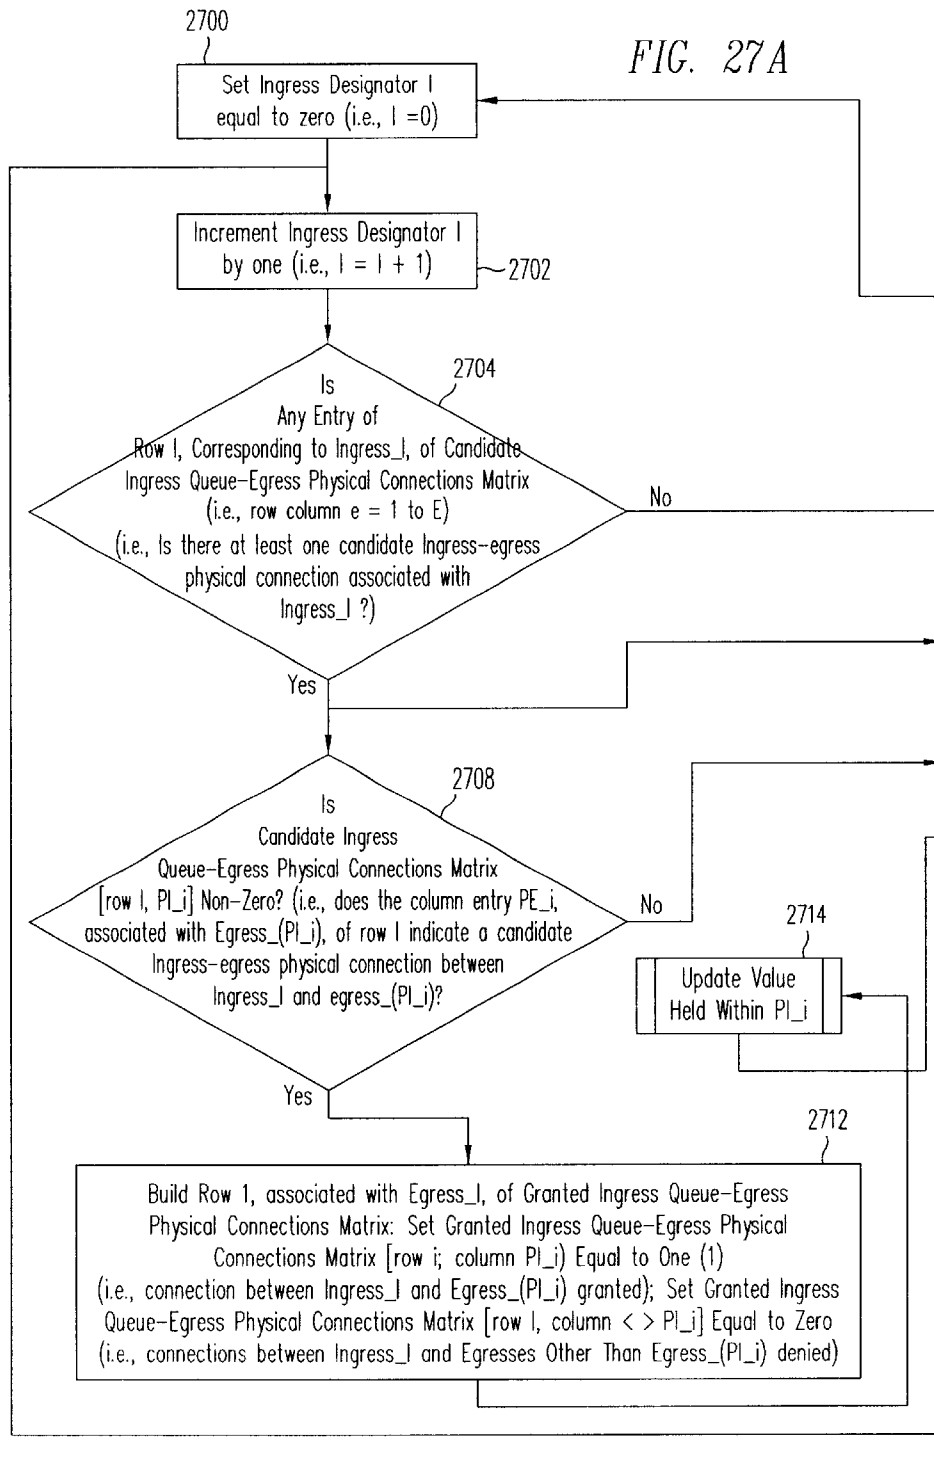 2700
FIG. 27A
Set Ingress Designator I
equal to zero (i.e., I =0)
Increment Ingress Designator I
by one (i.e., I = I + 1)
2702
2704
Is
Any Entry of
Row I, Corresponding to Ingress_I, of Candidate
Ingress Queue-Egress Physical Connections Matrix
(i.e., row column e = 1 to E)
(i.e., Is there at least one candidate Ingress-egress
physical connection associated with
Ingress_I ?)
No
Yes
2708
Is
Candidate Ingress
Queue-Egress Physical Connections Matrix
[row I, PI_i] Non-Zero? (i.e., does the column entry PE_i,
associated with Egress_(PI_i), of row I indicate a candidate
Ingress-egress physical connection between
Ingress_I and egress_(PI_i)?
No
Yes
2714
Update Value
Held Within PI_i
2712
Build Row 1, associated with Egress_I, of Granted Ingress Queue-Egress
Physical Connections Matrix: Set Granted Ingress Queue-Egress Physical
Connections Matrix [row i; column PI_i) Equal to One (1)
(i.e., connection between Ingress_I and Egress_(PI_i) granted); Set Granted Ingress
Queue-Egress Physical Connections Matrix [row I, column < > PI_i] Equal to Zero
(i.e., connections between Ingress_I and Egresses Other Than Egress_(PI_i) denied)